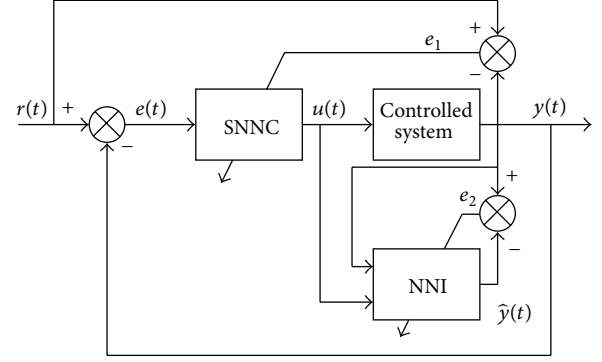 +
e₁
−
r(t)
+
e(t)
SNNC
u(t)
Controlled
system
y(t)
−
+
e₂
−
NNI
ŷ(t)